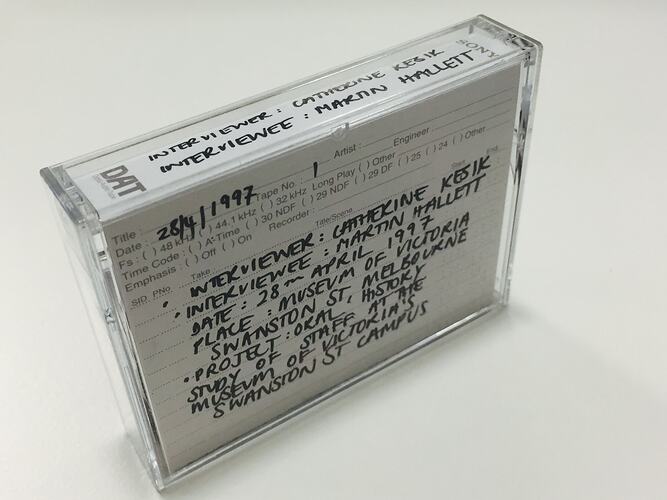 INTERVIEWER : CATHERINE KESIK
INTERVIEWEE : MARTIN HALLETT
SONY
DAT
Title : Artist :
Date : 28/4/1997 Tape No. : 1 Engineer :
Fs : ( ) 48 kHz ( ) 44.1 kHz ( ) 32 kHz Long Play ( ) Other
Time Code : ( ) A-Time ( ) 30 NDF ( ) 29 NDF ( ) 29 DF ( ) 25 ( ) 24 ( ) Other
Emphasis : ( ) Off ( ) On Recorder :
SID. PNo. Take Title/Scene Start End
• INTERVIEWER : CATHERINE KESIK
• INTERVIEWEE : MARTIN HALLETT
DATE : 28TH APRIL 1997
PLACE : MUSEUM OF VICTORIA
SWANSTON ST, MELBOURNE
• PROJECT : ORAL HISTORY
STUDY OF STAFF AT THE
MUSEUM OF VICTORIA'S
SWANSTON ST CAMPUS